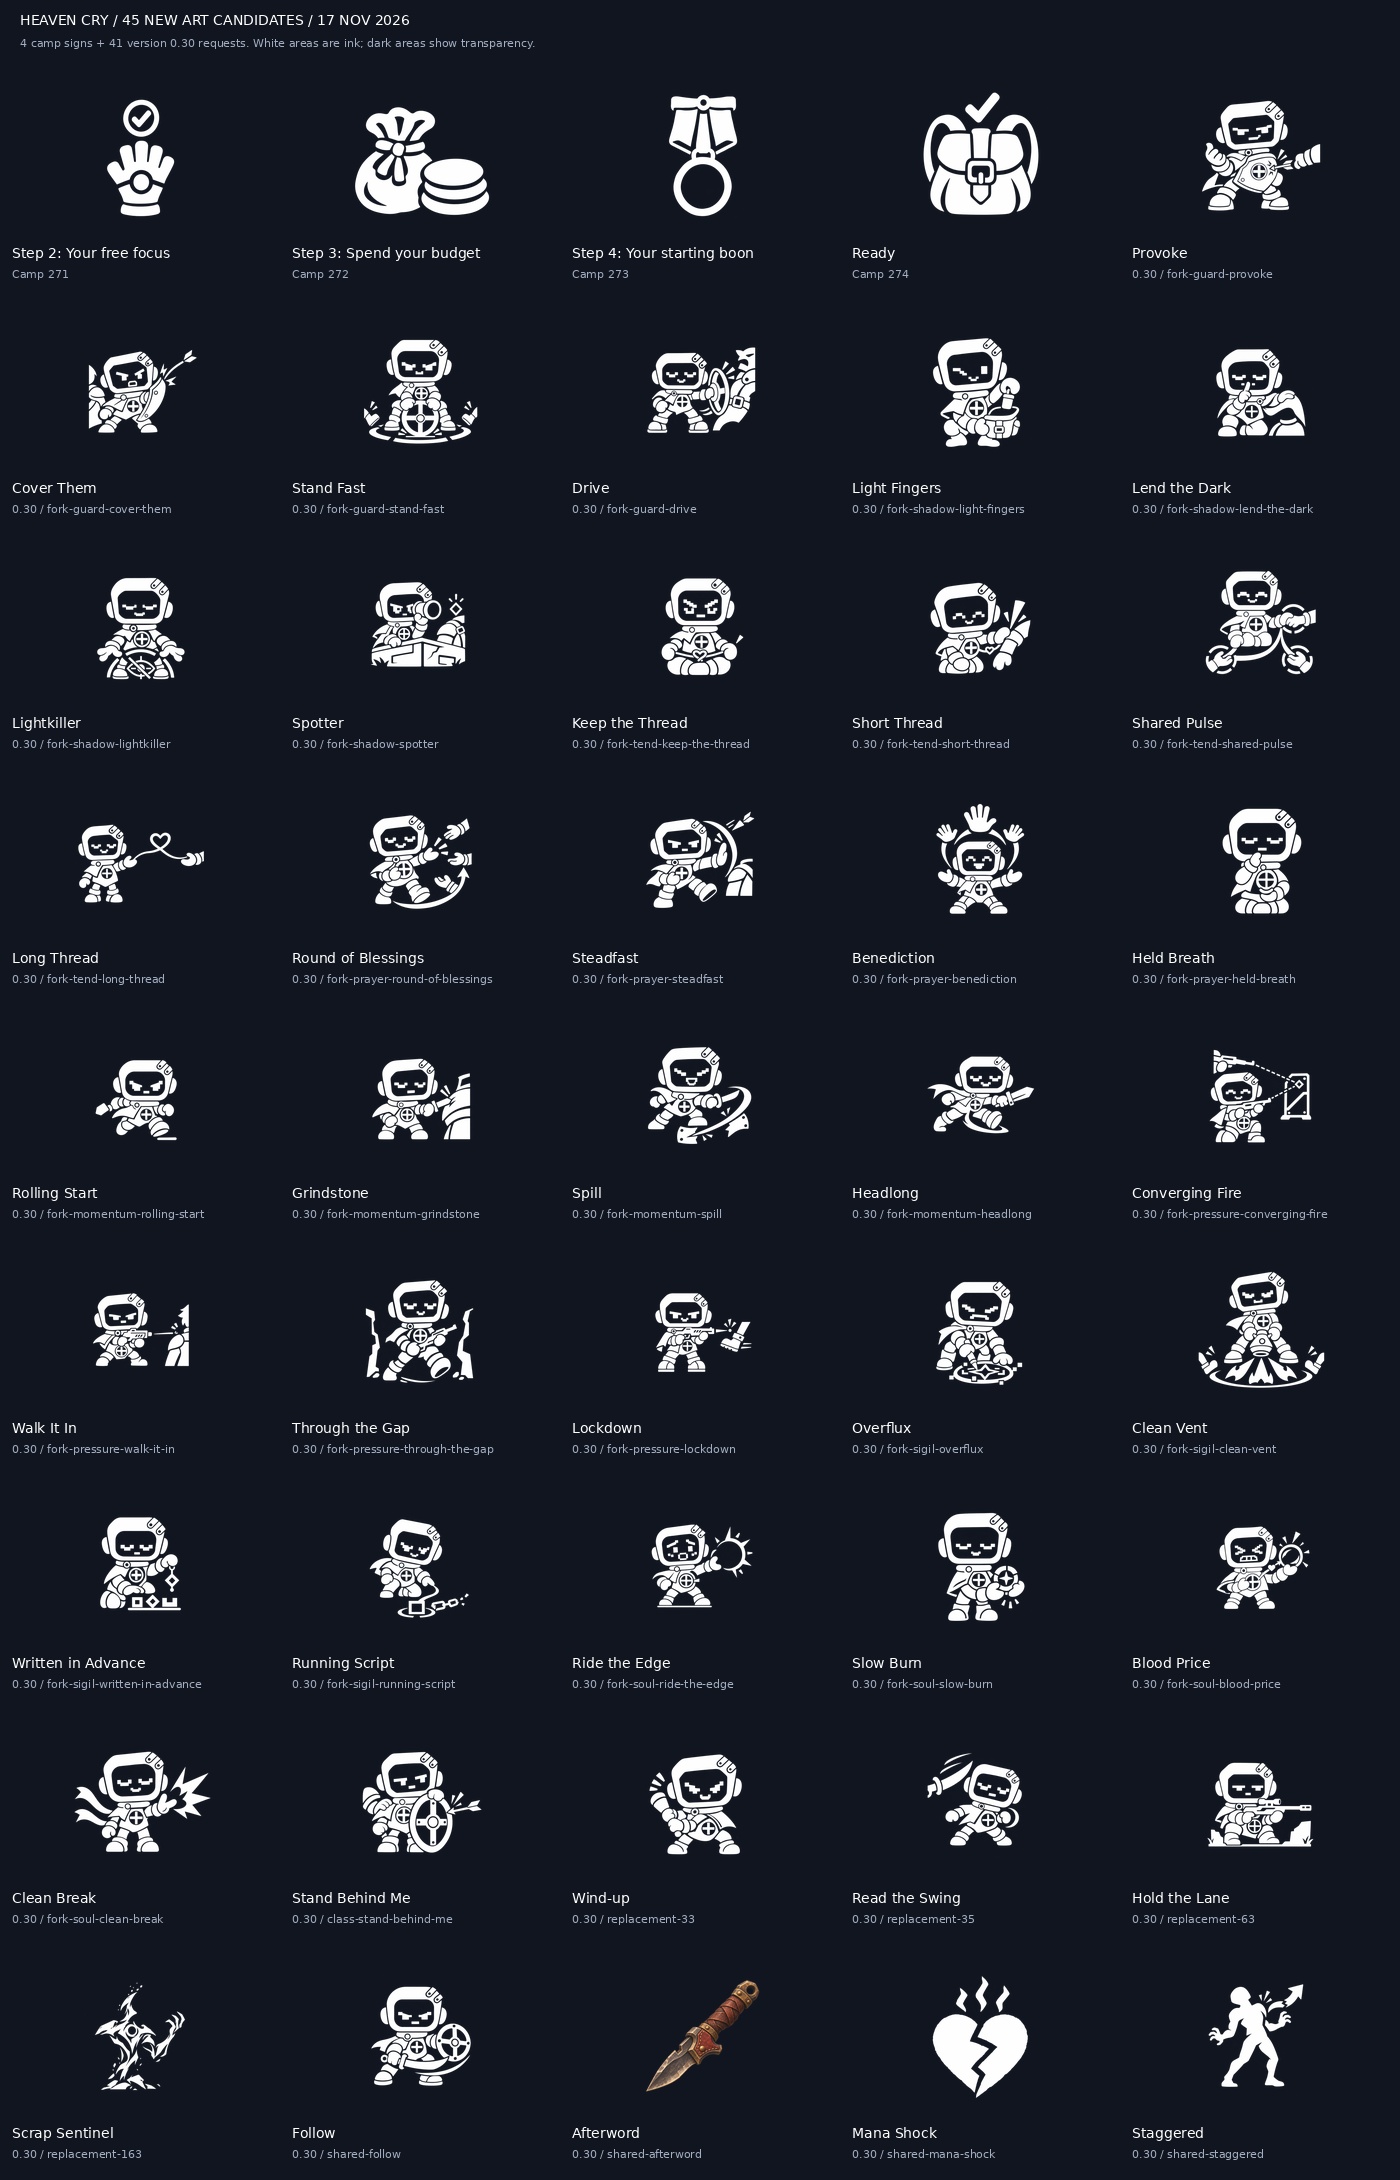 HEAVEN CRY / 45 NEW ART CANDIDATES / 17 NOV 2026
4 camp signs + 41 version 0.30 requests. White areas are ink; dark areas show transparency.
Step 2: Your free focus
Camp 271
Step 3: Spend your budget
Camp 272
Step 4: Your starting boon
Camp 273
Ready
Camp 274
Provoke
0.30 / fork-guard-provoke
Cover Them
0.30 / fork-guard-cover-them
Stand Fast
0.30 / fork-guard-stand-fast
Drive
0.30 / fork-guard-drive
Light Fingers
0.30 / fork-shadow-light-fingers
Lend the Dark
0.30 / fork-shadow-lend-the-dark
Lightkiller
0.30 / fork-shadow-lightkiller
Spotter
0.30 / fork-shadow-spotter
Keep the Thread
0.30 / fork-tend-keep-the-thread
Short Thread
0.30 / fork-tend-short-thread
Shared Pulse
0.30 / fork-tend-shared-pulse
Long Thread
0.30 / fork-tend-long-thread
Round of Blessings
0.30 / fork-prayer-round-of-blessings
Steadfast
0.30 / fork-prayer-steadfast
Benediction
0.30 / fork-prayer-benediction
Held Breath
0.30 / fork-prayer-held-breath
Rolling Start
0.30 / fork-momentum-rolling-start
Grindstone
0.30 / fork-momentum-grindstone
Spill
0.30 / fork-momentum-spill
Headlong
0.30 / fork-momentum-headlong
Converging Fire
0.30 / fork-pressure-converging-fire
Walk It In
0.30 / fork-pressure-walk-it-in
Through the Gap
0.30 / fork-pressure-through-the-gap
Lockdown
0.30 / fork-pressure-lockdown
Overflux
0.30 / fork-sigil-overflux
Clean Vent
0.30 / fork-sigil-clean-vent
Written in Advance
0.30 / fork-sigil-written-in-advance
Running Script
0.30 / fork-sigil-running-script
Ride the Edge
0.30 / fork-soul-ride-the-edge
Slow Burn
0.30 / fork-soul-slow-burn
Blood Price
0.30 / fork-soul-blood-price
Clean Break
0.30 / fork-soul-clean-break
Stand Behind Me
0.30 / class-stand-behind-me
Wind-up
0.30 / replacement-33
Read the Swing
0.30 / replacement-35
Hold the Lane
0.30 / replacement-63
Scrap Sentinel
0.30 / replacement-163
Follow
0.30 / shared-follow
Afterword
0.30 / shared-afterword
Mana Shock
0.30 / shared-mana-shock
Staggered
0.30 / shared-staggered